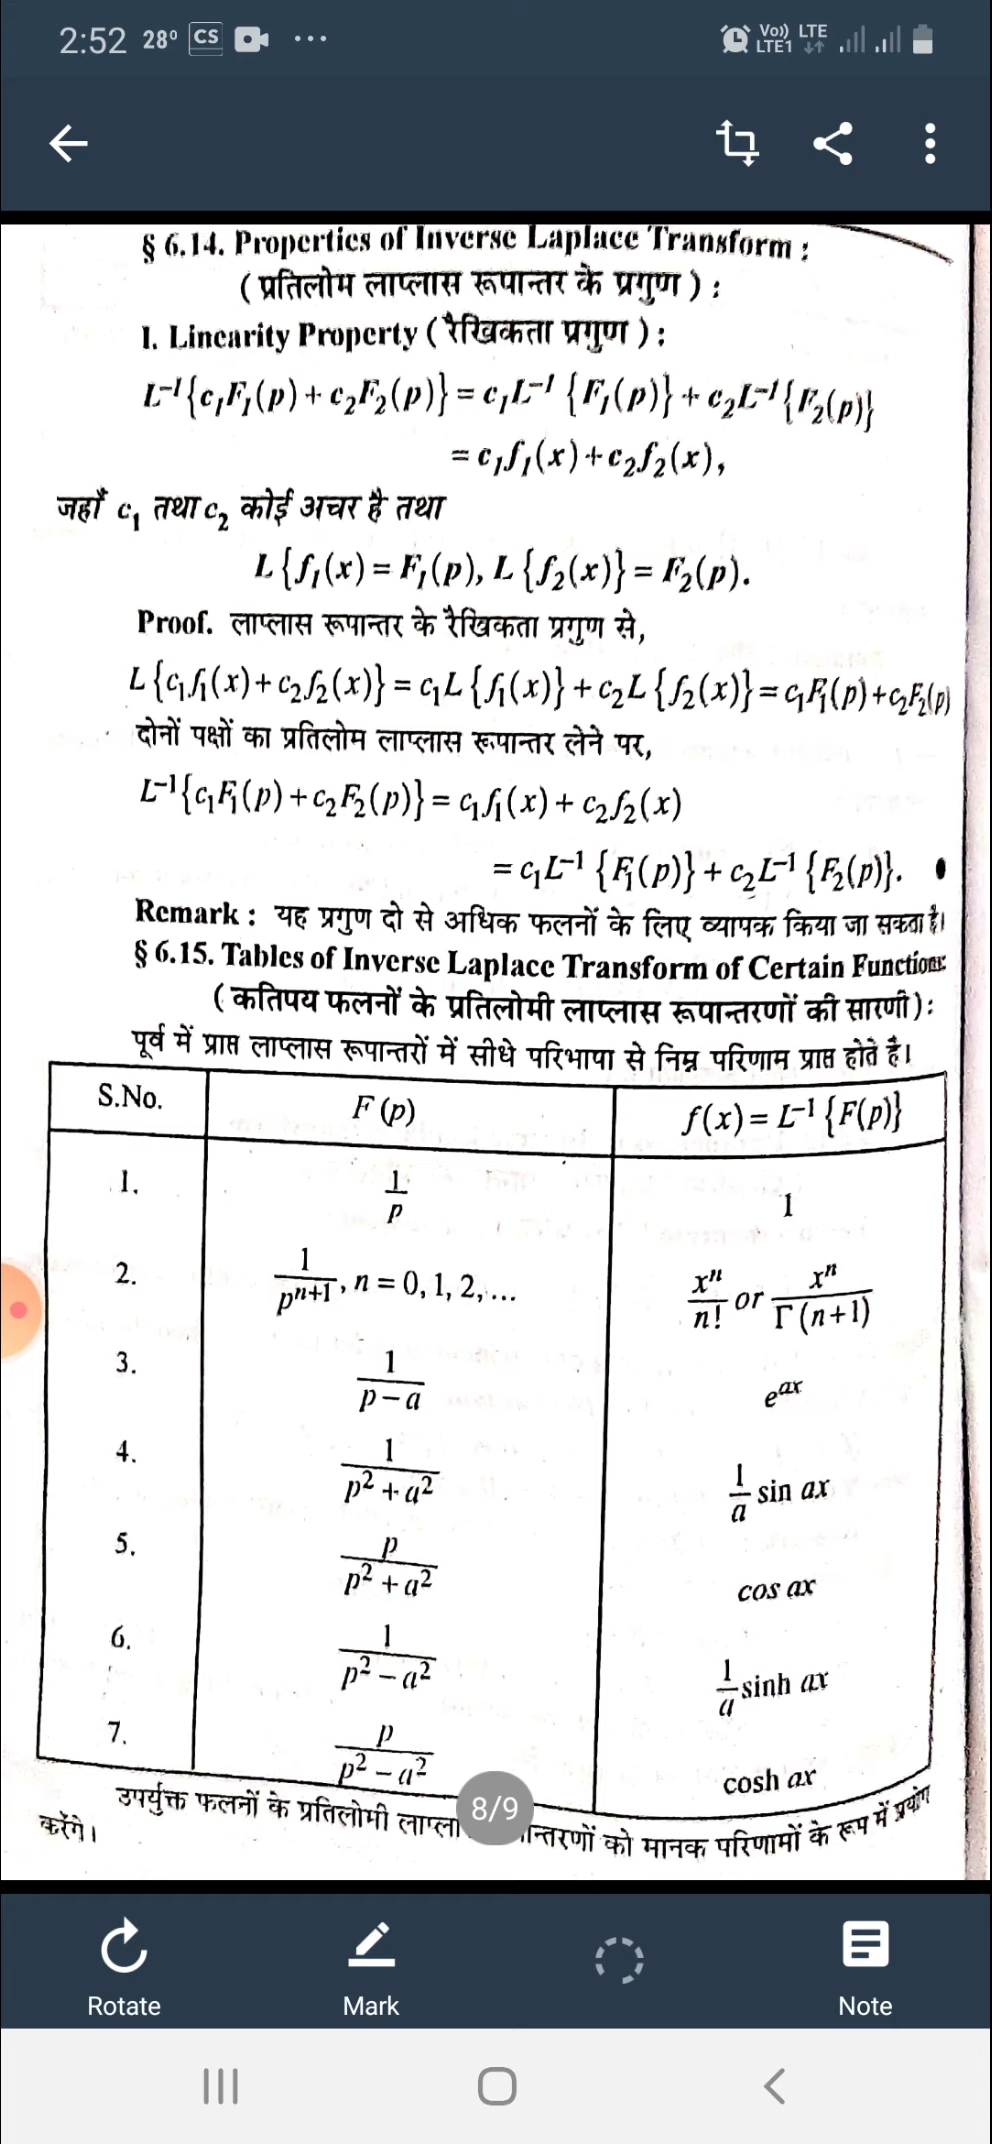 2:52 28° CS ... Vo)) LTE LTE1
§ 6.14. Properties of Inverse Laplace Transform :
( प्रतिलोम लाप्लास रूपान्तर के प्रगुण ) :
I. Linearity Property ( रैखिकता प्रगुण ) :
L⁻¹{c₁F₁(p) + c₂F₂(p)} = c₁L⁻¹ {F₁(p)} + c₂L⁻¹{F₂(p)}
= c₁f₁(x) + c₂f₂(x),
जहाँ c₁ तथा c₂ कोई अचर है तथा
L {f₁(x) = F₁(p), L {f₂(x)} = F₂(p).
Proof. लाप्लास रूपान्तर के रैखिकता प्रगुण से,
L {c₁f₁(x) + c₂f₂(x)} = c₁L {f₁(x)} + c₂L {f₂(x)} = c₁F₁(p) + c₂F₂(p)
दोनों पक्षों का प्रतिलोम लाप्लास रूपान्तर लेने पर,
L⁻¹{c₁F₁(p) + c₂F₂(p)} = c₁f₁(x) + c₂f₂(x)
= c₁L⁻¹ {F₁(p)} + c₂L⁻¹ {F₂(p)}. ●
Remark : यह प्रगुण दो से अधिक फलनों के लिए व्यापक किया जा सकता है।
§ 6.15. Tables of Inverse Laplace Transform of Certain Functions
( कतिपय फलनों के प्रतिलोमी लाप्लास रूपान्तरणों की सारणी) :
पूर्व में प्राप्त लाप्लास रूपान्तरों में सीधे परिभाषा से निम्न परिणाम प्राप्त होते है।
S.No. F (p) f(x) = L⁻¹ {F(p)}
1. 1/p 1
2. 1/pⁿ⁺¹, n = 0, 1, 2, ... xⁿ/n! or xⁿ/Γ (n+1)
3. 1/(p − a) eᵃˣ
4. 1/(p² + a²) 1/a sin ax
5. p/(p² + a²) cos ax
6. 1/(p² − a²) 1/a sinh ax
7. p/(p² − a²) cosh ax
उपर्युक्त फलनों के प्रतिलोमी लाप्ला न्तरणों को मानक परिणामों के रूप में प्रयोग
करेंगे।
8/9
Rotate Mark Note